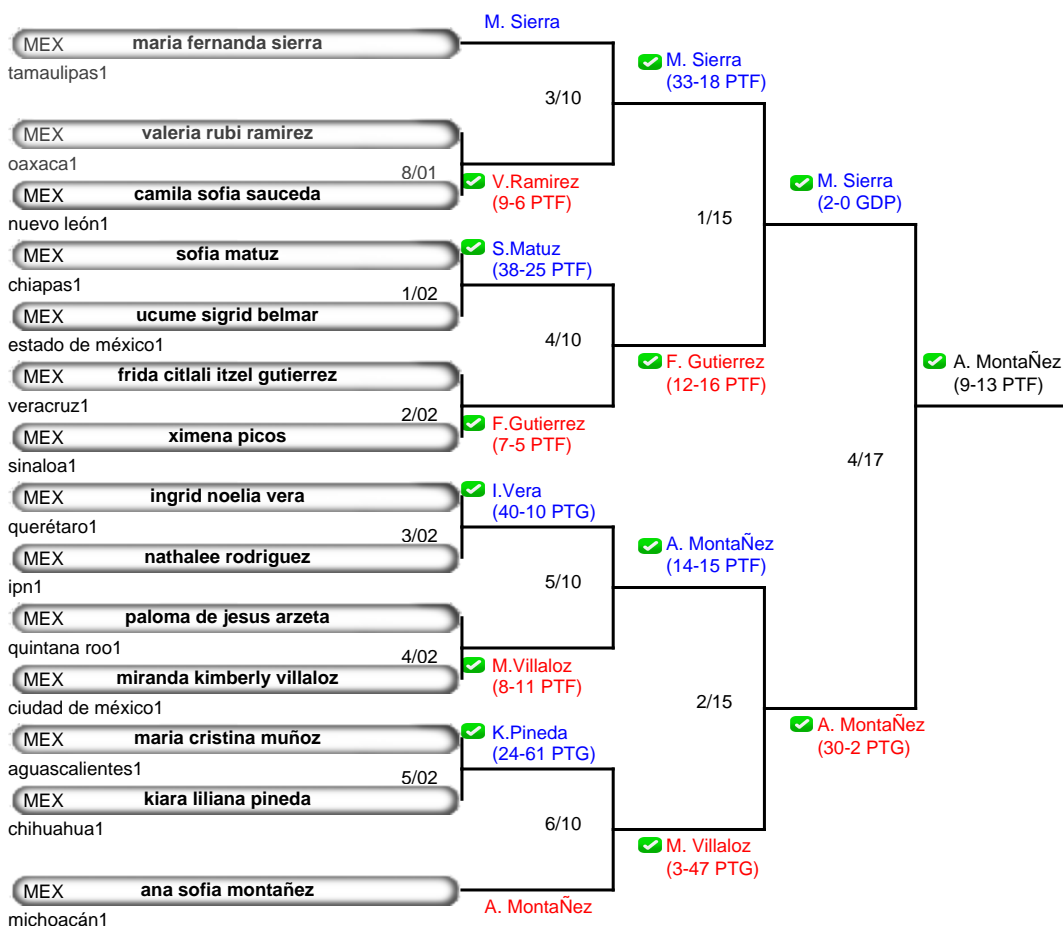 M. Sierra
MEX maria fernanda sierra
tamaulipas1
M. Sierra
(33-18 PTF)
3/10
MEX valeria rubi ramirez
oaxaca1
8/01
MEX camila sofia sauceda
nuevo león1
V.Ramirez
(9-6 PTF)
M. Sierra
(2-0 GDP)
1/15
MEX sofia matuz
chiapas1
S.Matuz
(38-25 PTF)
1/02
MEX ucume sigrid belmar
estado de méxico1
4/10
F. Gutierrez
(12-16 PTF)
MEX frida citlali itzel gutierrez
veracruz1
2/02
MEX ximena picos
sinaloa1
F.Gutierrez
(7-5 PTF)
A. MontaÑez
(9-13 PTF)
4/17
MEX ingrid noelia vera
querétaro1
I.Vera
(40-10 PTG)
3/02
MEX nathalee rodriguez
ipn1
A. MontaÑez
(14-15 PTF)
5/10
MEX paloma de jesus arzeta
quintana roo1
4/02
MEX miranda kimberly villaloz
ciudad de méxico1
M.Villaloz
(8-11 PTF)
2/15
A. MontaÑez
(30-2 PTG)
MEX maria cristina muñoz
aguascalientes1
K.Pineda
(24-61 PTG)
5/02
MEX kiara liliana pineda
chihuahua1
6/10
M. Villaloz
(3-47 PTG)
MEX ana sofia montañez
michoacán1
A. MontaÑez